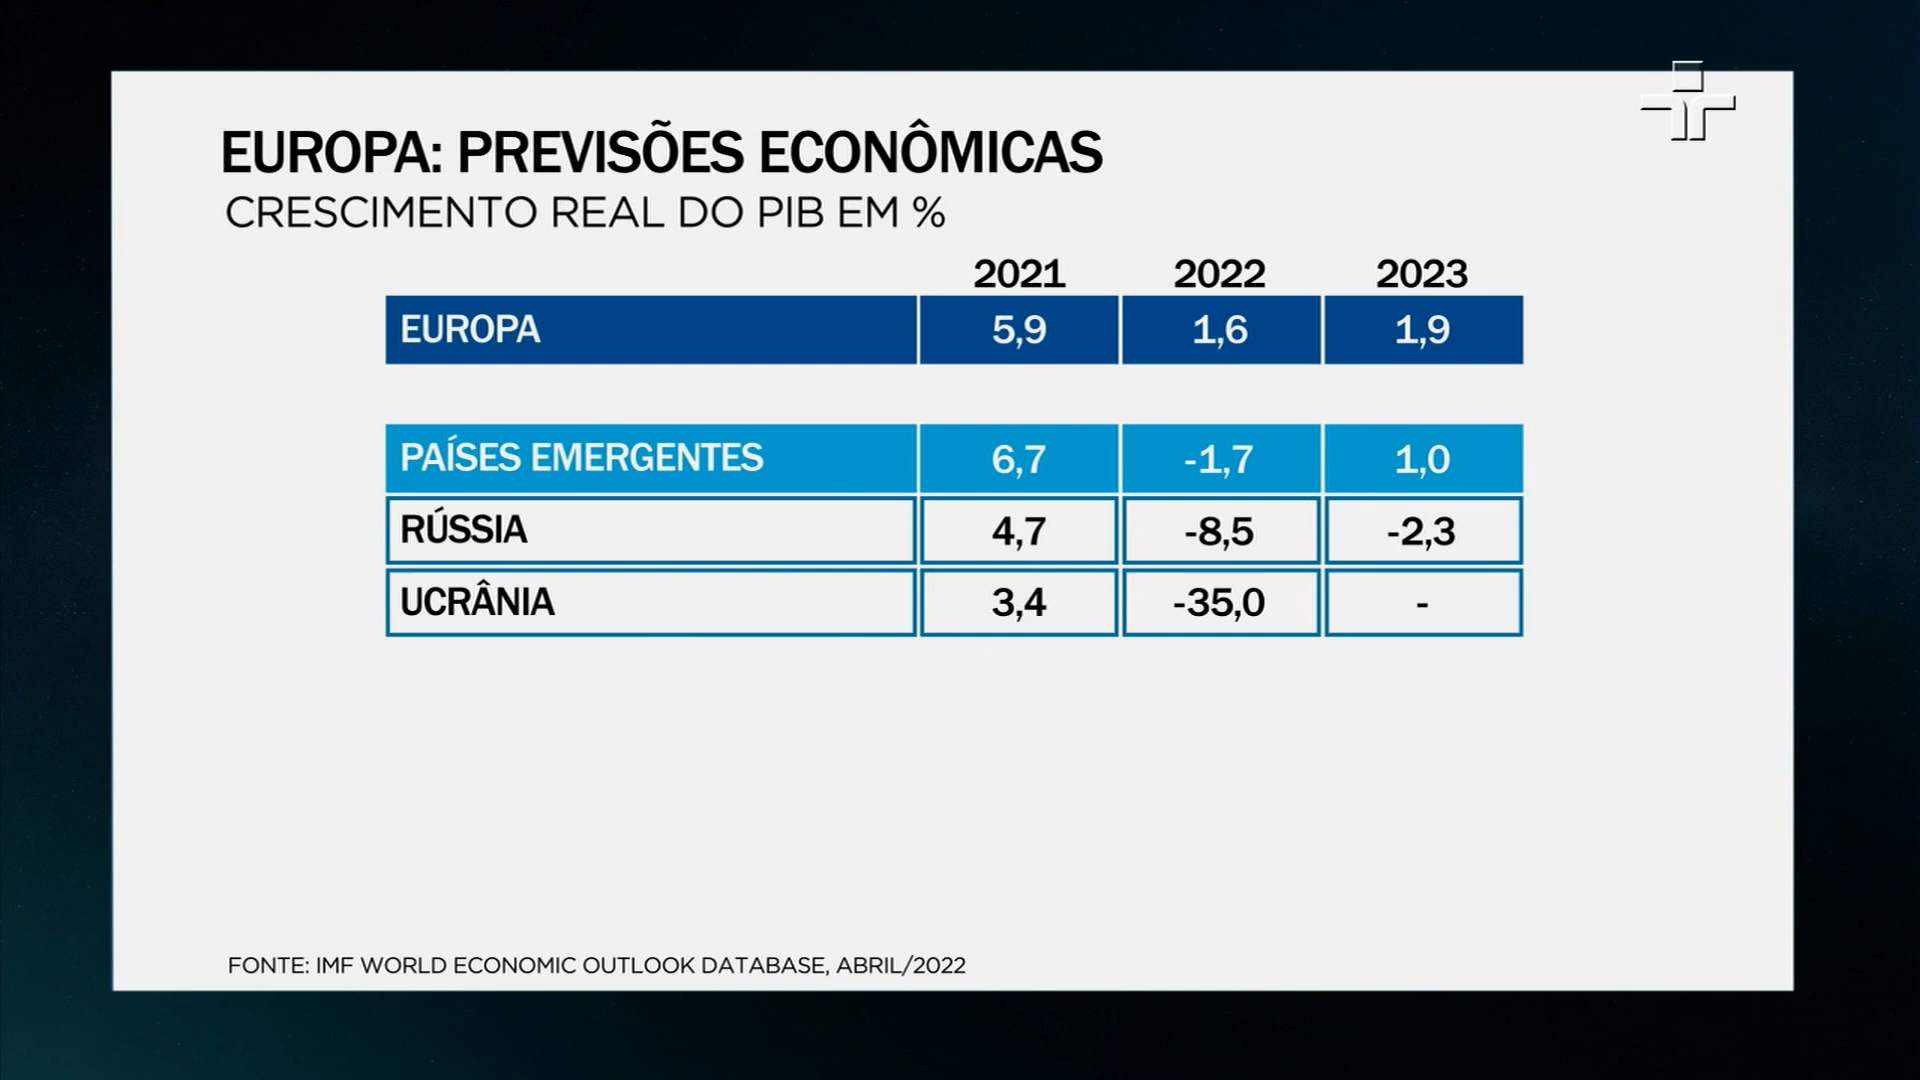 EUROPA: PREVISÕES ECONÔMICAS
CRESCIMENTO REAL DO PIB EM %
2021 2022 2023
EUROPA 5,9 1,6 1,9
PAÍSES EMERGENTES 6,7 -1,7 1,0
RÚSSIA 4,7 -8,5 -2,3
UCRÂNIA 3,4 -35,0 -
FONTE: IMF WORLD ECONOMIC OUTLOOK DATABASE, ABRIL/2022